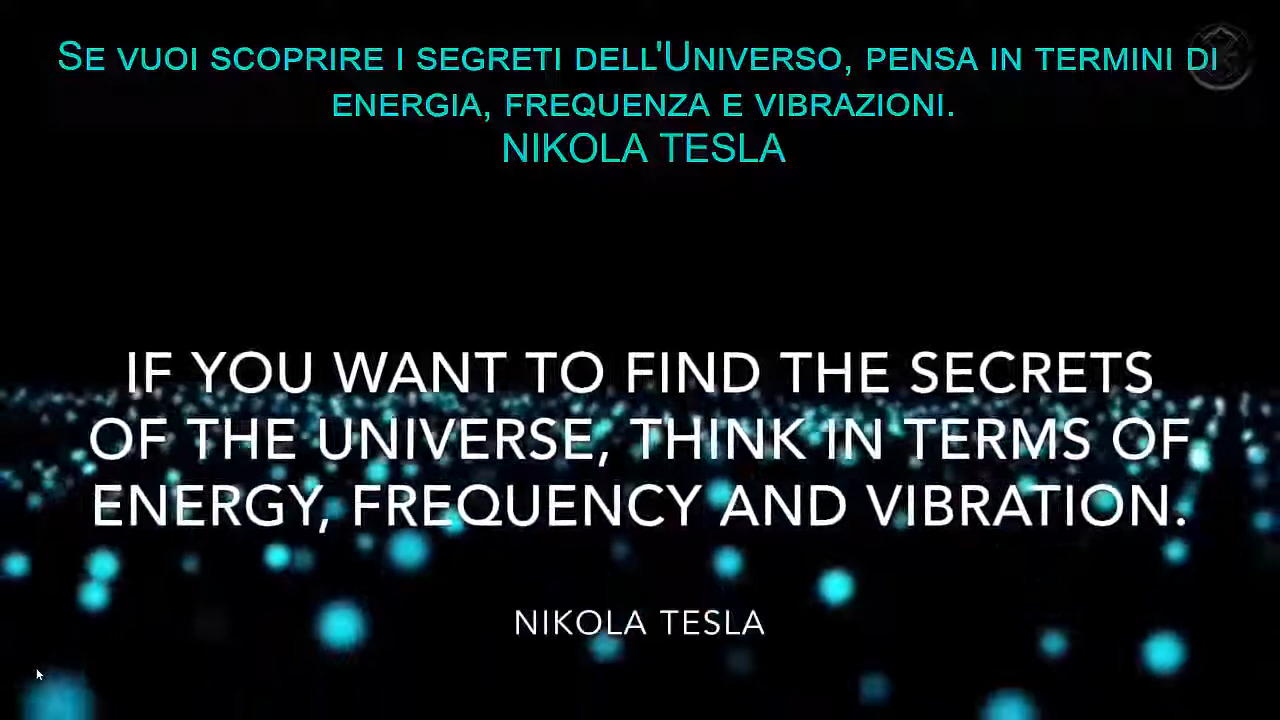 Se vuoi scoprire i segreti dell'Universo, pensa in termini di
energia, frequenza e vibrazioni.
NIKOLA TESLA
IF YOU WANT TO FIND THE SECRETS
OF THE UNIVERSE, THINK IN TERMS OF
ENERGY, FREQUENCY AND VIBRATION.
NIKOLA TESLA